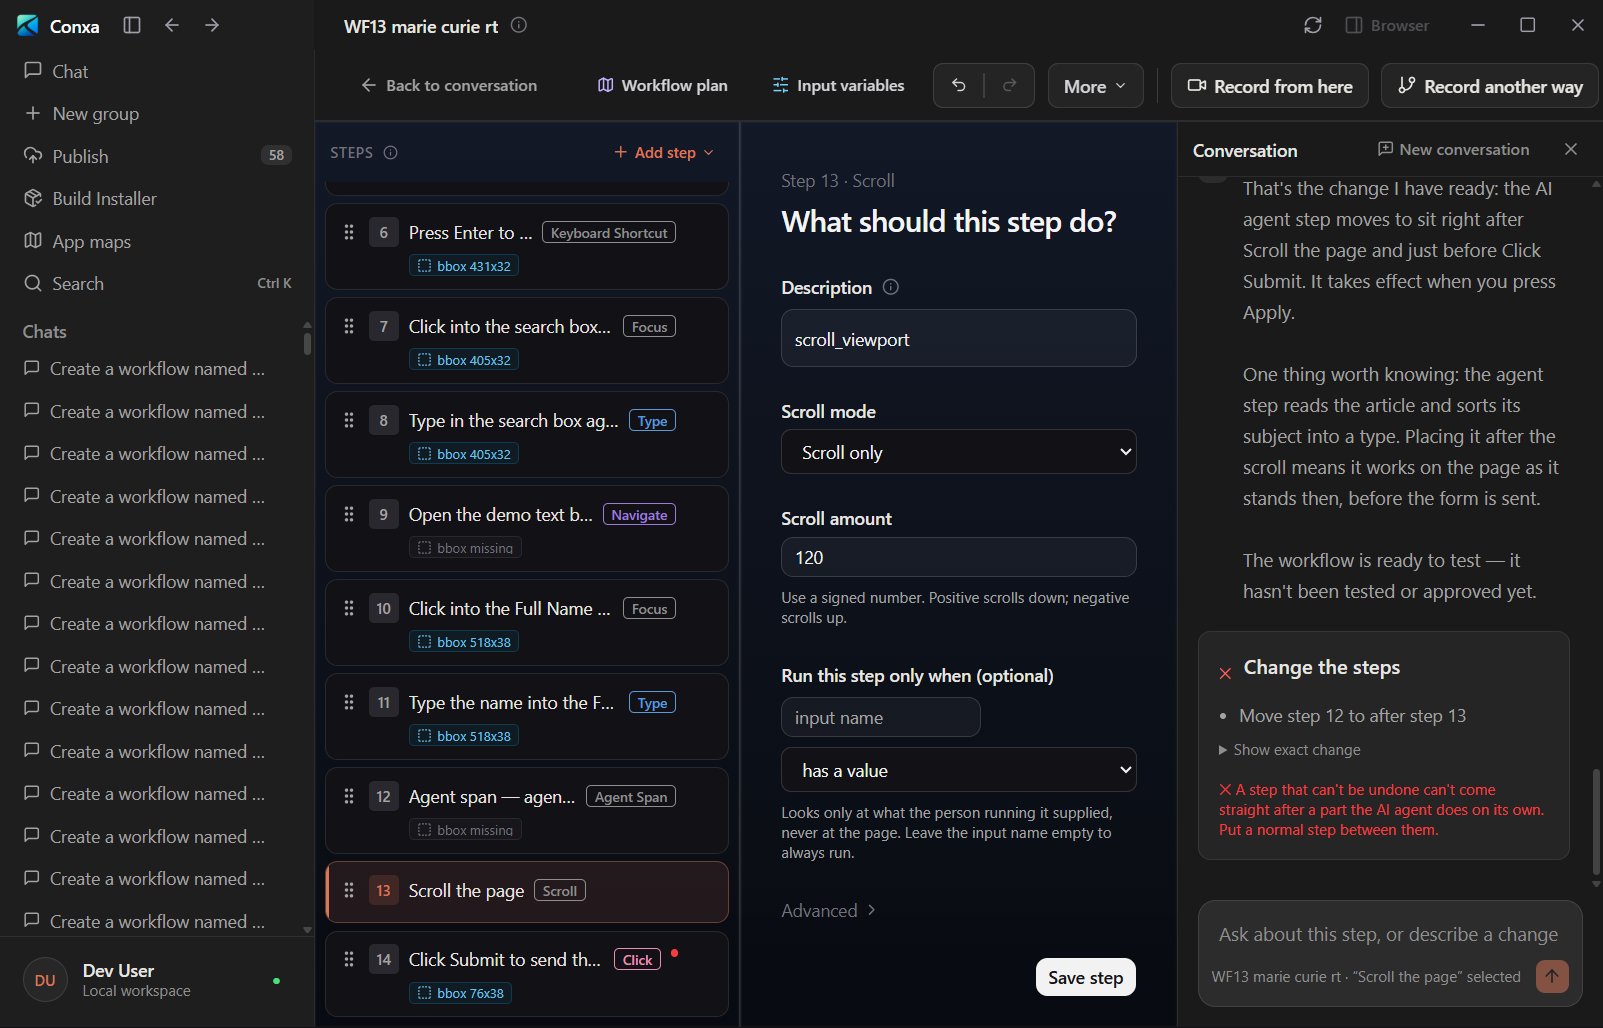 Conxa
WF13 marie curie rt
Browser
Chat
New group
Publish 58
Build Installer
App maps
Search Ctrl K
Chats
Create a workflow named ...
Create a workflow named ...
Create a workflow named ...
Create a workflow named ...
Create a workflow named ...
Create a workflow named ...
Create a workflow named ...
Create a workflow named ...
Create a workflow named ...
Create a workflow named ...
Create a workflow named ...
Create a workflow named ...
Create a workflow named ...
Create a workflow named ...
DU
Dev User
Local workspace
Back to conversation
Workflow plan
Input variables
More
Record from here
Record another way
STEPS
Add step
6 Press Enter to ... Keyboard Shortcut
bbox 431x32
7 Click into the search box... Focus
bbox 405x32
8 Type in the search box ag... Type
bbox 405x32
9 Open the demo text b... Navigate
bbox missing
10 Click into the Full Name ... Focus
bbox 518x38
11 Type the name into the F... Type
bbox 518x38
12 Agent span — agen... Agent Span
bbox missing
13 Scroll the page Scroll
14 Click Submit to send th... Click
bbox 76x38
Step 13 · Scroll
What should this step do?
Description
scroll_viewport
Scroll mode
Scroll only
Scroll amount
120
Use a signed number. Positive scrolls down; negative
scrolls up.
Run this step only when (optional)
input name
has a value
Looks only at what the person running it supplied,
never at the page. Leave the input name empty to
always run.
Advanced
Save step
Conversation
New conversation
That's the change I have ready: the AI
agent step moves to sit right after
Scroll the page and just before Click
Submit. It takes effect when you press
Apply.
One thing worth knowing: the agent
step reads the article and sorts its
subject into a type. Placing it after the
scroll means it works on the page as it
stands then, before the form is sent.
The workflow is ready to test — it
hasn't been tested or approved yet.
Change the steps
• Move step 12 to after step 13
Show exact change
A step that can't be undone can't come
straight after a part the AI agent does on its own.
Put a normal step between them.
Ask about this step, or describe a change
WF13 marie curie rt · “Scroll the page” selected